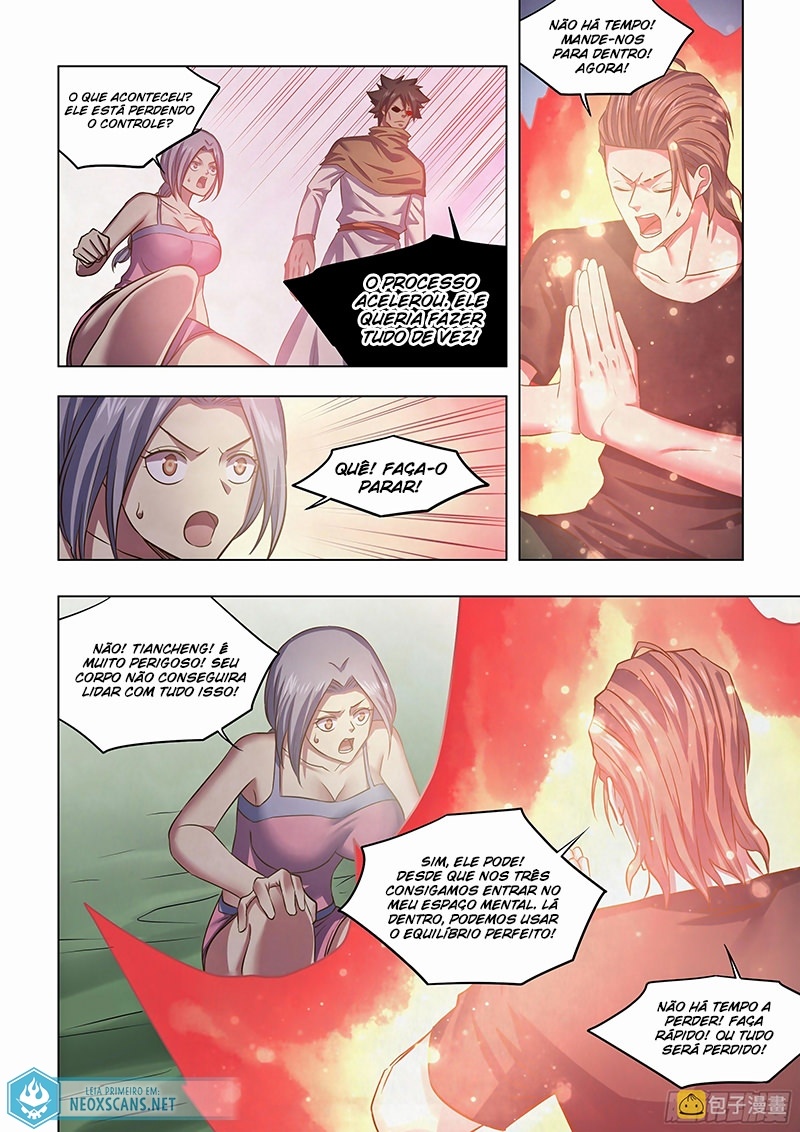 O QUE ACONTECEU?
ELE ESTÁ PERDENDO
O CONTROLE?
O PROCESSO
ACELEROU. ELE
QUERIA FAZER
TUDO DE VEZ!
NÃO HÁ TEMPO!
MANDE-NOS
PARA DENTRO!
AGORA!
QUÊ! FAÇA-O
PARAR!
NÃO! TIANCHENG! É
MUITO PERIGOSO! SEU
CORPO NÃO CONSEGUIRA
LIDAR COM TUDO ISSO!
SIM, ELE PODE!
DESDE QUE NOS TRÊS
CONSIGAMOS ENTRAR NO
MEU ESPAÇO MENTAL. LÁ
DENTRO, PODEMOS USAR
O EQUILÍBRIO PERFEITO!
NÃO HÁ TEMPO A
PERDER! FAÇA
RÁPIDO! OU TUDO
SERÁ PERDIDO!
LEIA PRIMEIRO EM:
NEOXSCANS.NET
包子漫畫